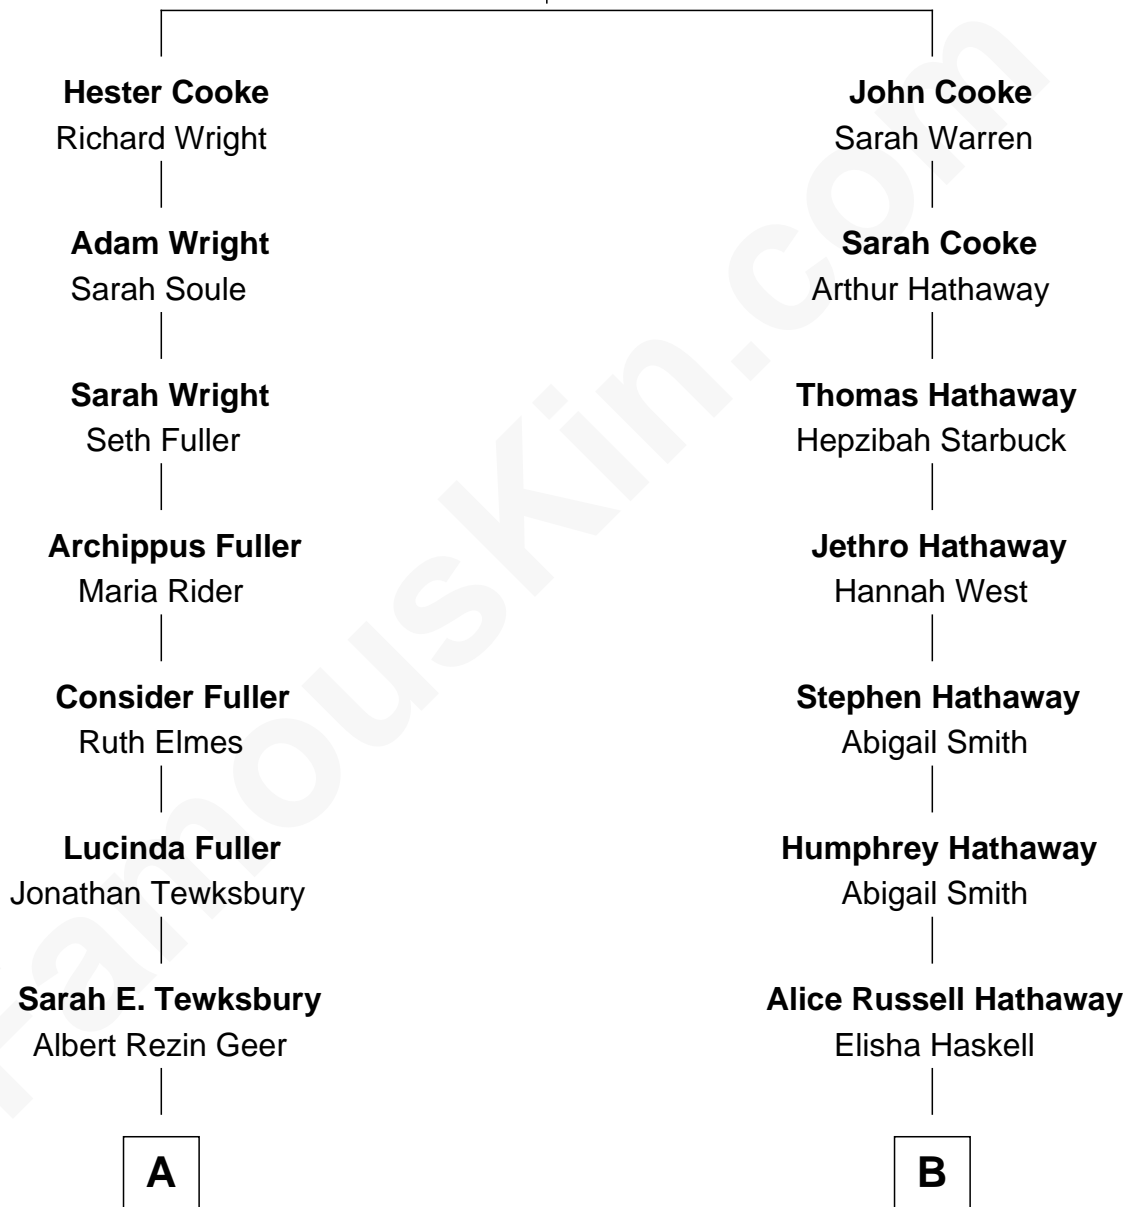 Hester Cooke
Richard Wright
Adam Wright
Sarah Soule
Sarah Wright
Seth Fuller
Archippus Fuller
Maria Rider
Consider Fuller
Ruth Elmes
Lucinda Fuller
Jonathan Tewksbury
Sarah E. Tewksbury
Albert Rezin Geer
A
John Cooke
Sarah Warren
Sarah Cooke
Arthur Hathaway
Thomas Hathaway
Hepzibah Starbuck
Jethro Hathaway
Hannah West
Stephen Hathaway
Abigail Smith
Humphrey Hathaway
Abigail Smith
Alice Russell Hathaway
Elisha Haskell
B
FamousKin.com